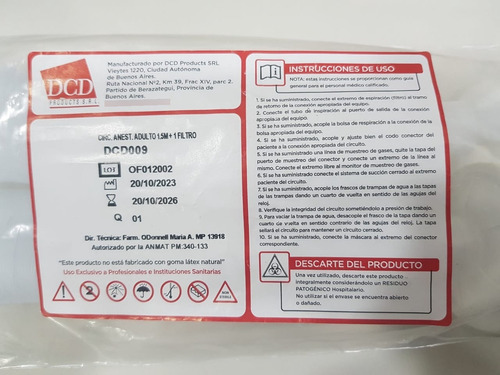 DCD
PRODUCTS S.R.L
Manufacturado por DCD Products SRL
Vieytes 1220, Ciudad Autónoma
de Buenos Aires.
Ruta Nacional Nº2, Km 39, Frac XIV, parc 2.
Partido de Berazategui, Provincia de
Buenos Aires.
CIRC. ANEST. ADULTO 1,5M + 1 FILTRO
DCD009
LOT OF012002
20/10/2023
20/10/2026
Q 01
Dir. Técnica: Farm. ODonnell Maria A. MP 13918
Autorizado por la ANMAT PM:340-133
"Este producto no está fabricado con goma látex natural"
Uso Exclusivo a Profesionales e Instituciones Sanitarias
INSTRUCCIONES DE USO
NOTA: estas instrucciones se proporcionan como guía
general para el personal médico calificado.
1. Si se ha suministrado, conecte el extremo de espiración (filtro) el tramo
de retorno de la conexión apropiada del equipo.
2. Conecte el tubo de inspiración al puerto de salida de la conexión
apropiada del equipo.
3. Si se ha suministrado, acople la bolsa de respiración a la conexión de la
bolsa apropiada del equipo.
4. Si se ha suministrado, acople y ajuste bien el codo conector del
paciente a la conexión apropiada del circuito.
5. Si se ha suministrado una línea de muestreo de gases, quite la tapa del
puerto de muestreo del conector y conecte un extremo de la línea al
mismo. Conecte el extremo libre al monitor de muestreo de gases.
6. Si se ha suministrado conecte el sistema de succión cerrado al extremo
paciente del circuito.
7. Si se ha suministrado, acople los frascos de trampas de agua a las tapas
de las trampas dando un cuarto de vuelta en sentido de las agujas del
reloj.
8. Verifique la integridad del circuito sometiéndolo a presión de trabajo.
9. Para vaciar la trampa de agua, desacople el frasco de la tapa dando un
cuarto de vuelta en sentido contrario de las agujas del reloj). La tapa
sellará el circuito para mantener un circuito cerrado.
10. Si se ha suministrado, conecte la máscara al extremo del conector
correspondiente.
DESCARTE DEL PRODUCTO
Una vez utilizado, descarte este producto
integralmente considerándolo un RESIDUO
PATOGÉNICO Hospitalario.
No utilizar si el envase se encuentra abierto
o dañado.